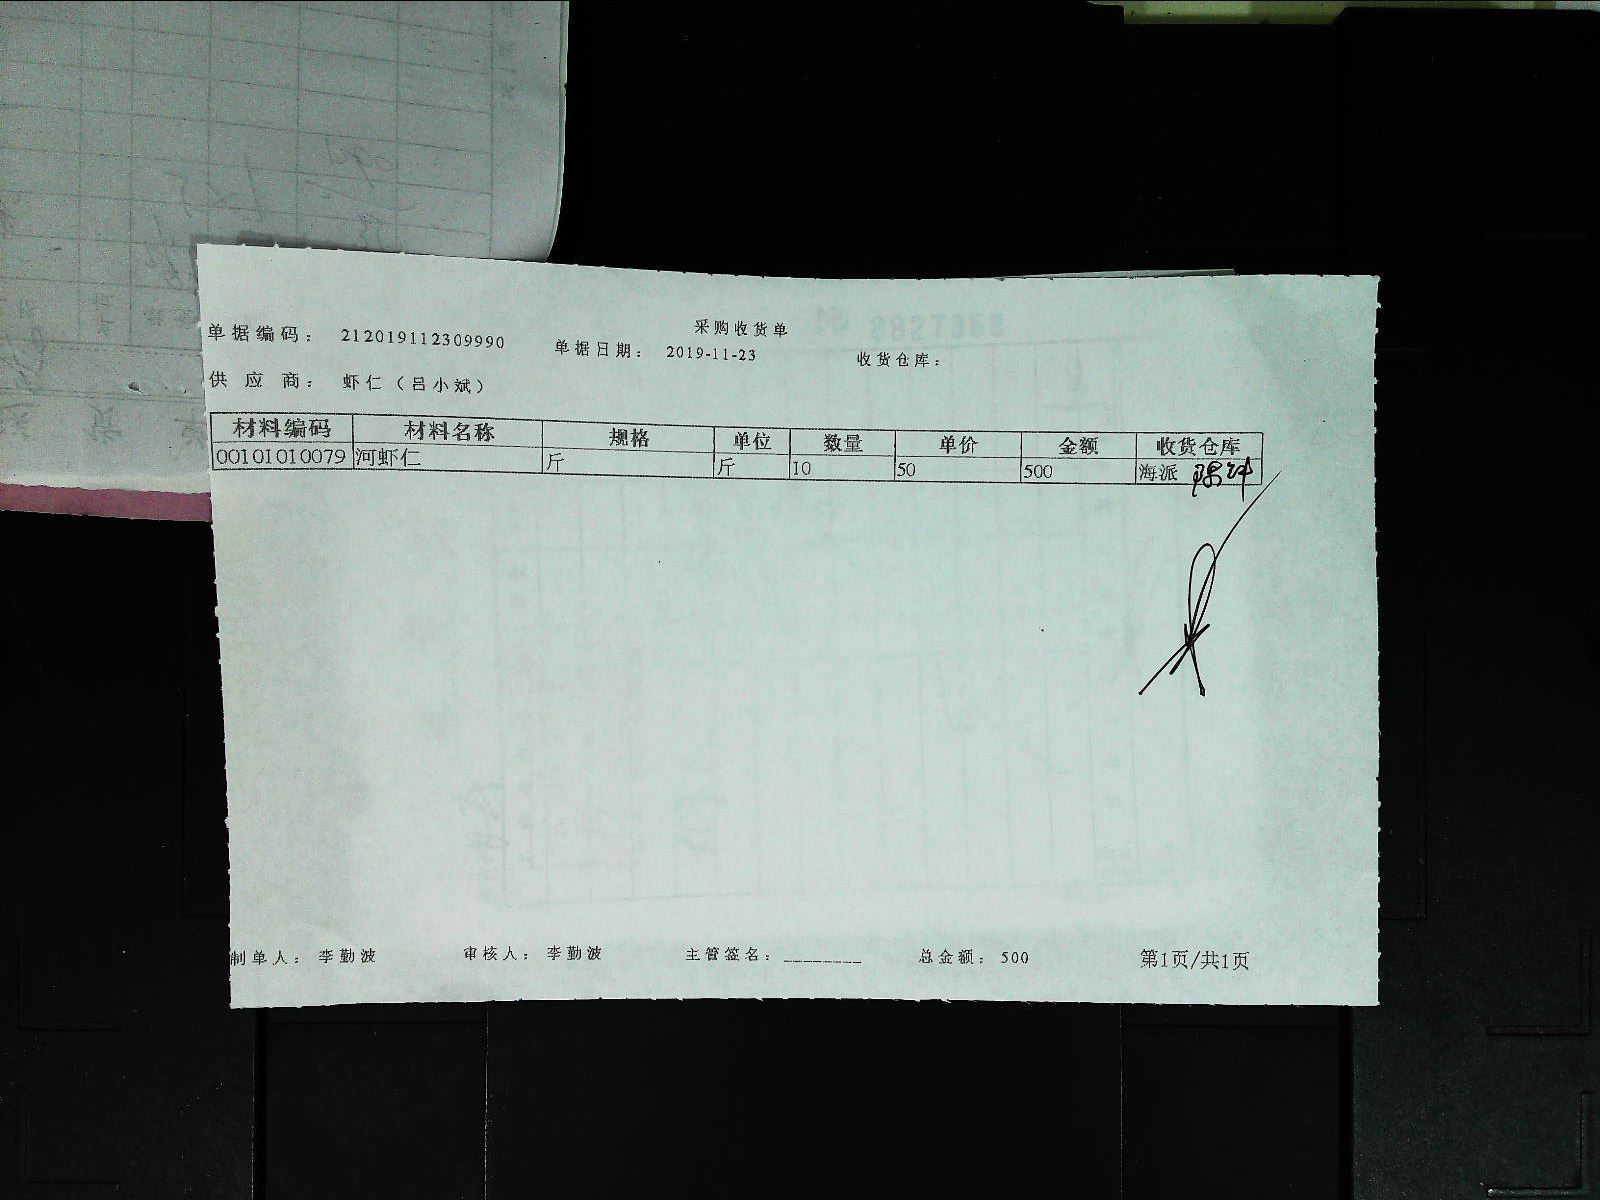 采购收货单
单据编码： 212019112309990 单据日期： 2019-11-23 收货仓库：
供 应 商： 虾仁（吕小斌）
材料编码 材料名称 规格 单位 数量 单价 金额 收货仓库
00101010079 河虾仁 斤 斤 10 50 500 海派
制单人： 李勤波 审核人： 李勤波 主管签名：________ 总金额： 500 第1页/共1页